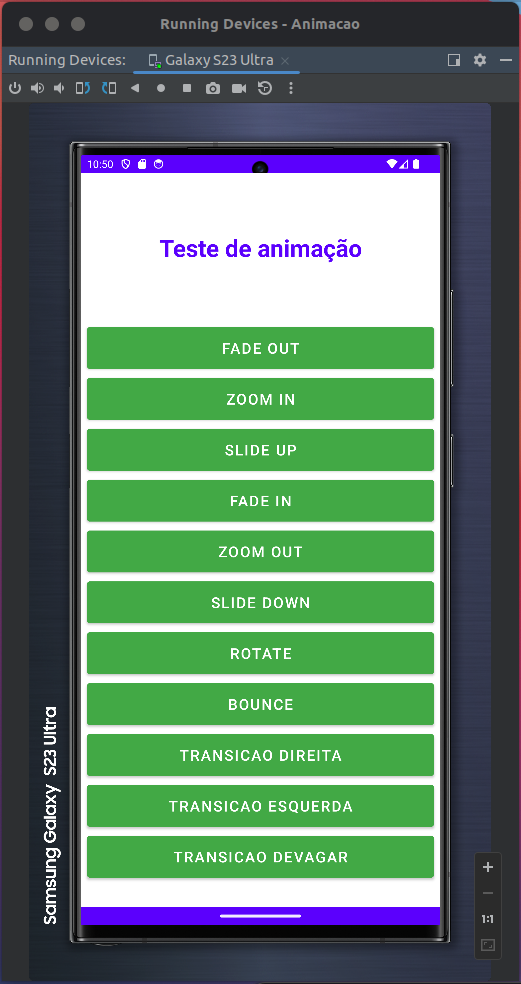 Running Devices - Animacao
Running Devices:
Galaxy S23 Ultra
10:50
Teste de animação
FADE OUT
ZOOM IN
SLIDE UP
FADE IN
ZOOM OUT
SLIDE DOWN
ROTATE
BOUNCE
TRANSICAO DIREITA
TRANSICAO ESQUERDA
TRANSICAO DEVAGAR
Samsung Galaxy S23 Ultra
1:1